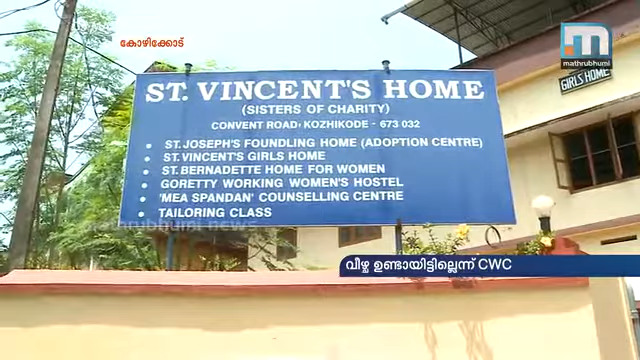 കോഴിക്കോട്
mathrubhumi
GIRLS HOME
ST. VINCENT'S HOME
(SISTERS OF CHARITY)
CONVENT ROAD, KOZHIKODE - 673 032
• ST. JOSEPH'S FOUNDLING HOME (ADOPTION CENTRE)
• ST. VINCENT'S GIRLS HOME
• ST. BERNADETTE HOME FOR WOMEN
• GORETTY WORKING WOMEN'S HOSTEL
• 'MEA SPANDAN' COUNSELLING CENTRE
• TAILORING CLASS
mathrubhumi news
വീഴ്ച ഉണ്ടായിട്ടില്ലെന്ന് CWC